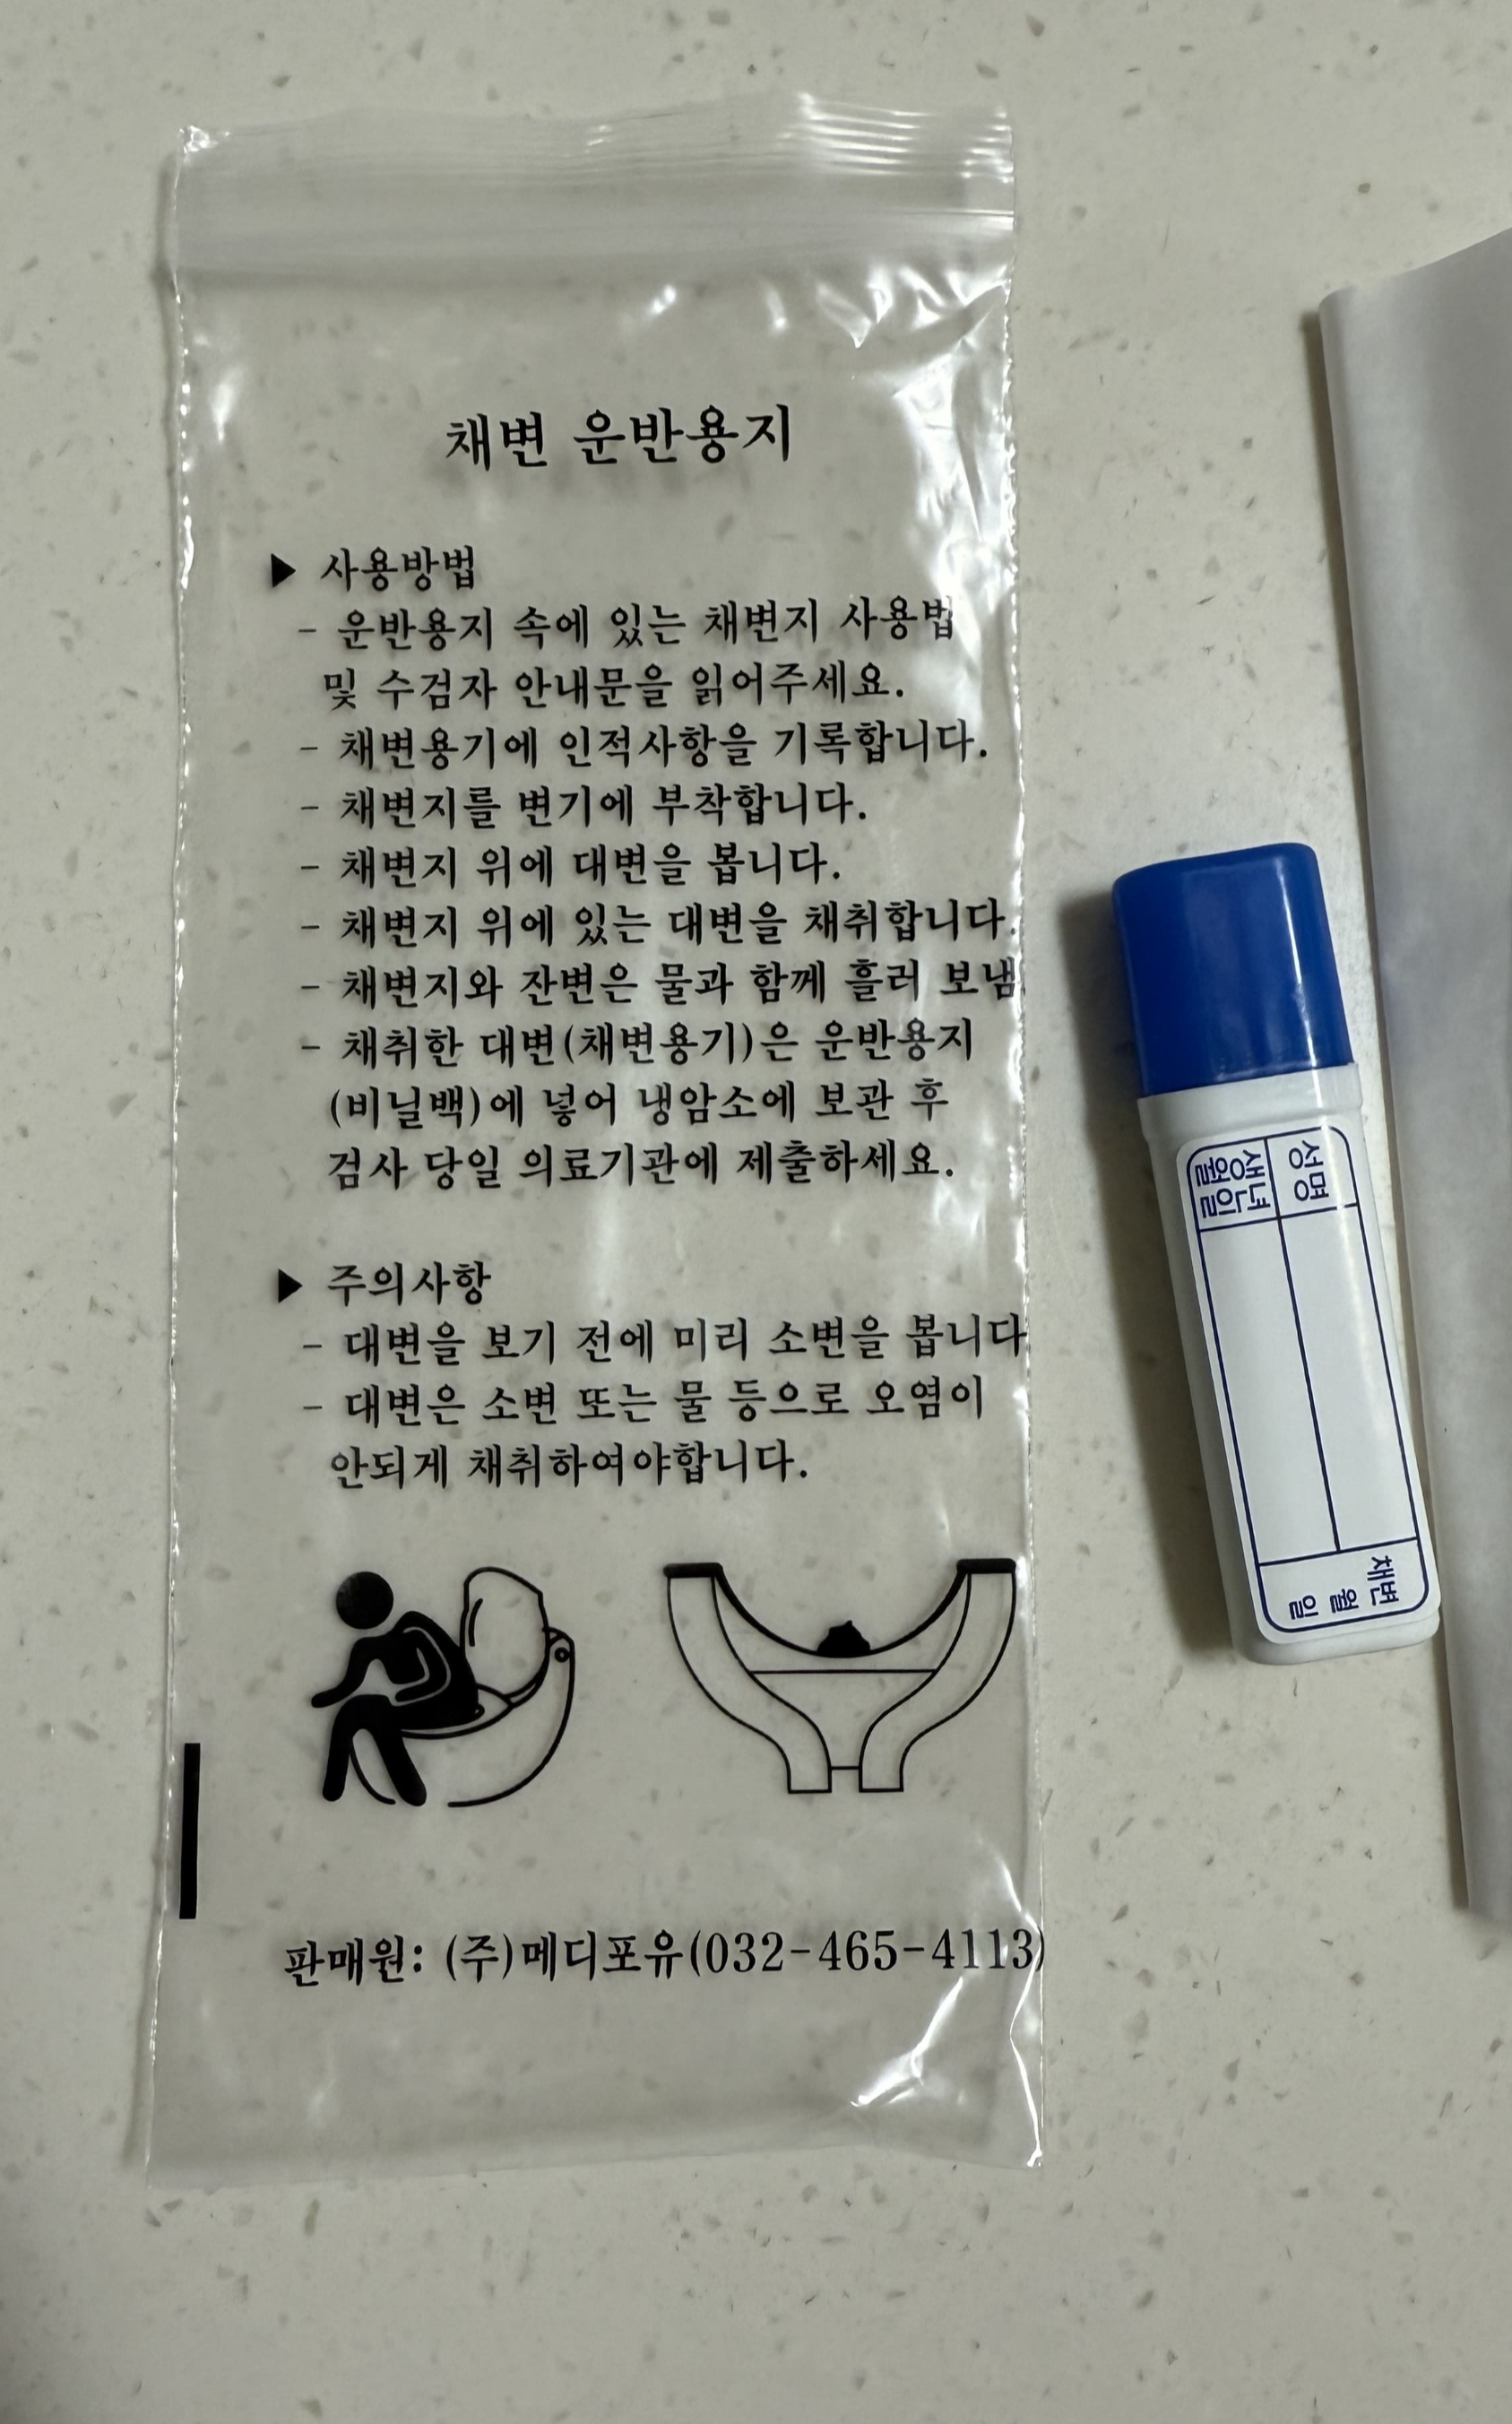 채변 운반용지
▶ 사용방법
- 운반용지 속에 있는 채변지 사용법
및 수검자 안내문을 읽어주세요.
- 채변용기에 인적사항을 기록합니다.
- 채변지를 변기에 부착합니다.
- 채변지 위에 대변을 봅니다.
- 채변지 위에 있는 대변을 채취합니다.
- 채변지와 잔변은 물과 함께 흘러 보냄.
- 채취한 대변(채변용기)은 운반용지
(비닐백)에 넣어 냉암소에 보관 후
검사 당일 의료기관에 제출하세요.
▶ 주의사항
- 대변을 보기 전에 미리 소변을 봅니다
- 대변은 소변 또는 물 등으로 오염이
안되게 채취하여야합니다.
판매원: (주)메디포유(032-465-4113)
성명
생년
월일
채변
월
일